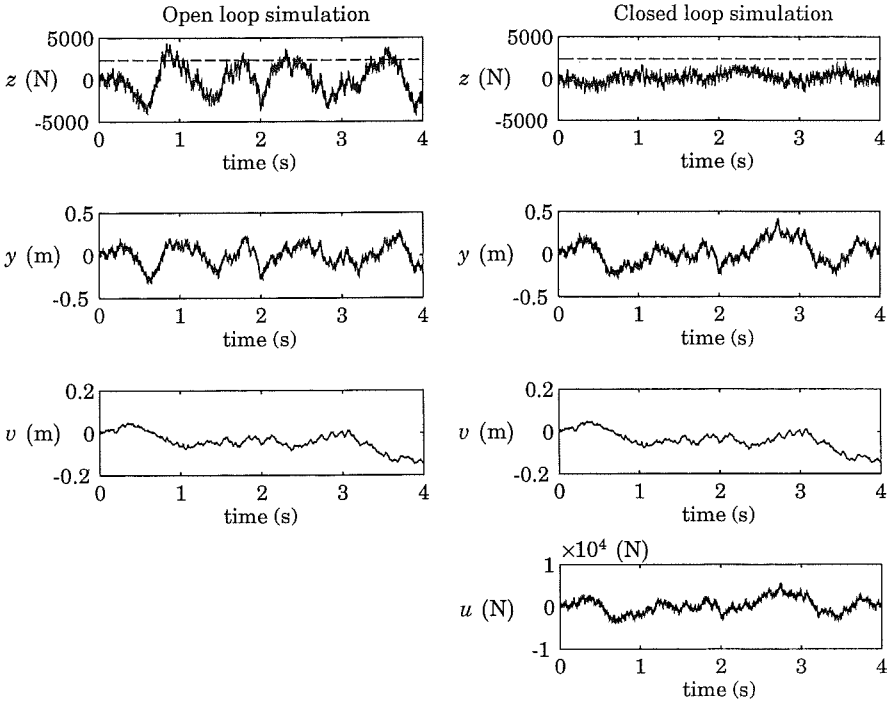 Open loop simulation
5000
z (N)
0
-5000
0 1 2 3 4
time (s)
0.5
y (m)
0
-0.5
0 1 2 3 4
time (s)
0.2
v (m)
0
-0.2
0 1 2 3 4
time (s)
Closed loop simulation
5000
z (N)
0
-5000
0 1 2 3 4
time (s)
0.5
y (m)
0
-0.5
0 1 2 3 4
time (s)
0.2
v (m)
0
-0.2
0 1 2 3 4
time (s)
×10⁴ (N)
1
u (N)
0
-1
0 1 2 3 4
time (s)